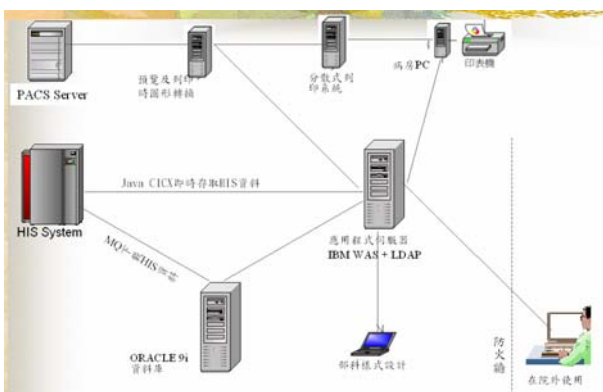 PACS Server
預覽及列印
時圖形轉換
分散式列
印系統
病房PC
印表機
Java CICX即時存取HIS資料
HIS System
應用程式伺服器
IBM WAS + LDAP
ORACLE 9i
資料庫
部科樣式設計
防火牆
在院外使用